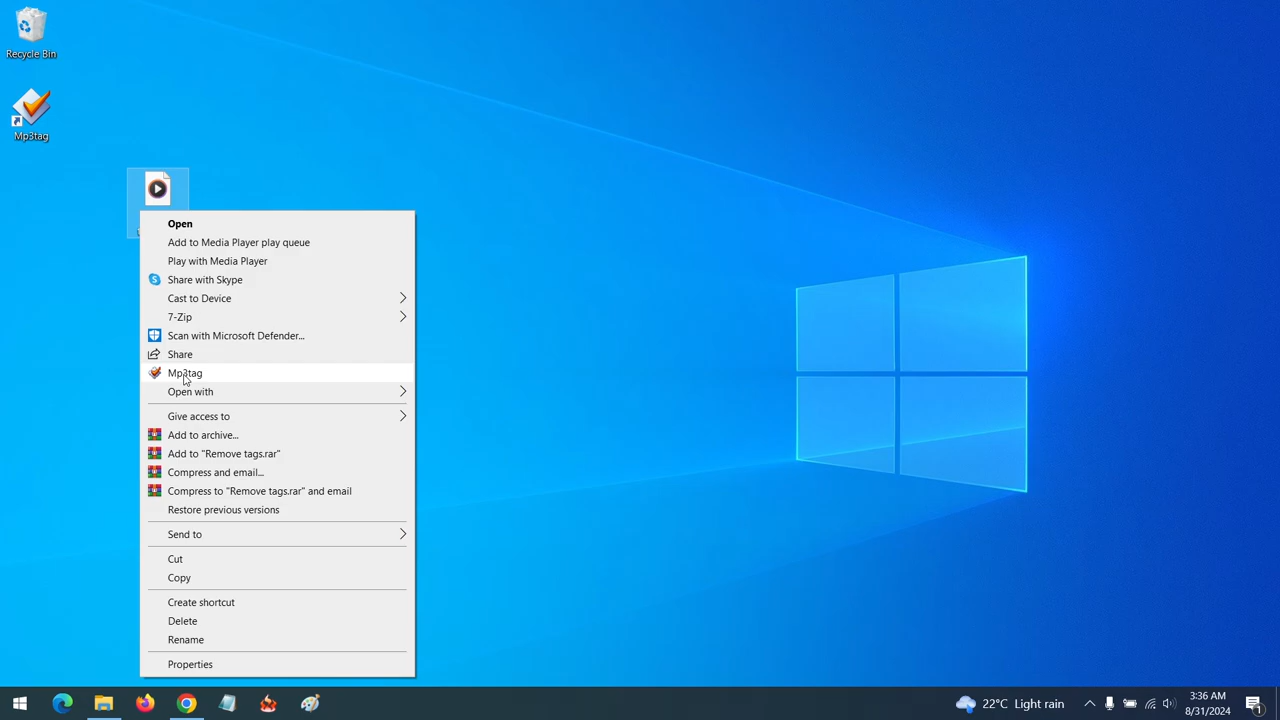 Recycle Bin
Mp3tag
Open
Add to Media Player play queue
Play with Media Player
Share with Skype
Cast to Device
7-Zip
Scan with Microsoft Defender...
Share
Mp3tag
Open with
Give access to
Add to archive...
Add to "Remove tags.rar"
Compress and email...
Compress to "Remove tags.rar" and email
Restore previous versions
Send to
Cut
Copy
Create shortcut
Delete
Rename
Properties
22°C Light rain
3:36 AM
8/31/2024
1